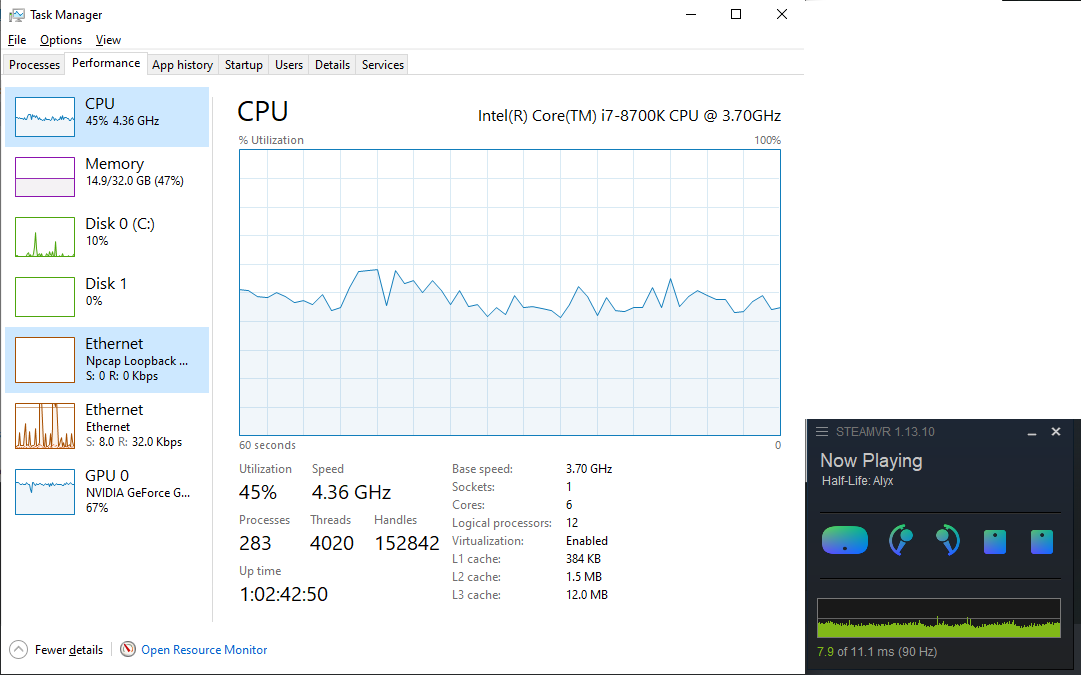 Task Manager
File Options View
Processes Performance App history Startup Users Details Services
CPU
45% 4.36 GHz
Memory
14.9/32.0 GB (47%)
Disk 0 (C:)
10%
Disk 1
0%
Ethernet
Npcap Loopback ...
S: 0 R: 0 Kbps
Ethernet
Ethernet
S: 8.0 R: 32.0 Kbps
GPU 0
NVIDIA GeForce G...
67%
CPU Intel(R) Core(TM) i7-8700K CPU @ 3.70GHz
% Utilization 100%
60 seconds 0
Utilization Speed
45% 4.36 GHz
Processes Threads Handles
283 4020 152842
Up time
1:02:42:50
Base speed: 3.70 GHz
Sockets: 1
Cores: 6
Logical processors: 12
Virtualization: Enabled
L1 cache: 384 KB
L2 cache: 1.5 MB
L3 cache: 12.0 MB
Fewer details Open Resource Monitor
STEAMVR 1.13.10
Now Playing
Half-Life: Alyx
7.9 of 11.1 ms (90 Hz)